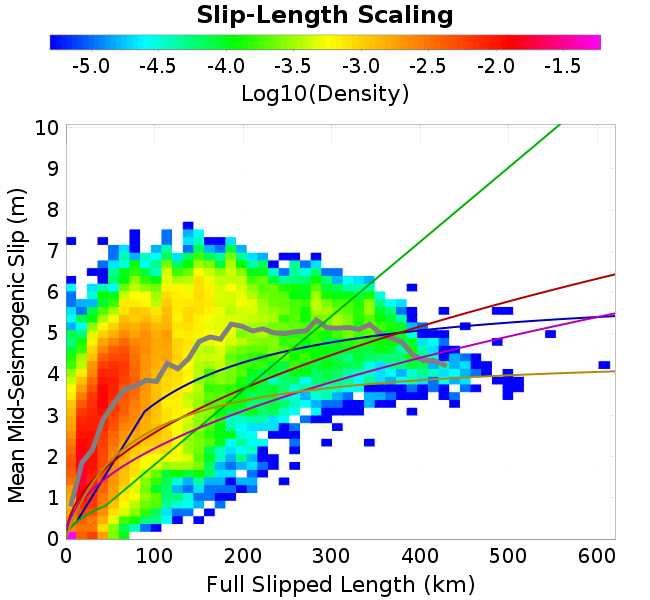 Slip-Length Scaling
-5.0 -4.5 -4.0 -3.5 -3.0 -2.5 -2.0 -1.5
Log10(Density)
10
9
8
7
6
5
4
3
2
1
0
Mean Mid-Seismogenic Slip (m)
0 100 200 300 400 500 600
Full Slipped Length (km)